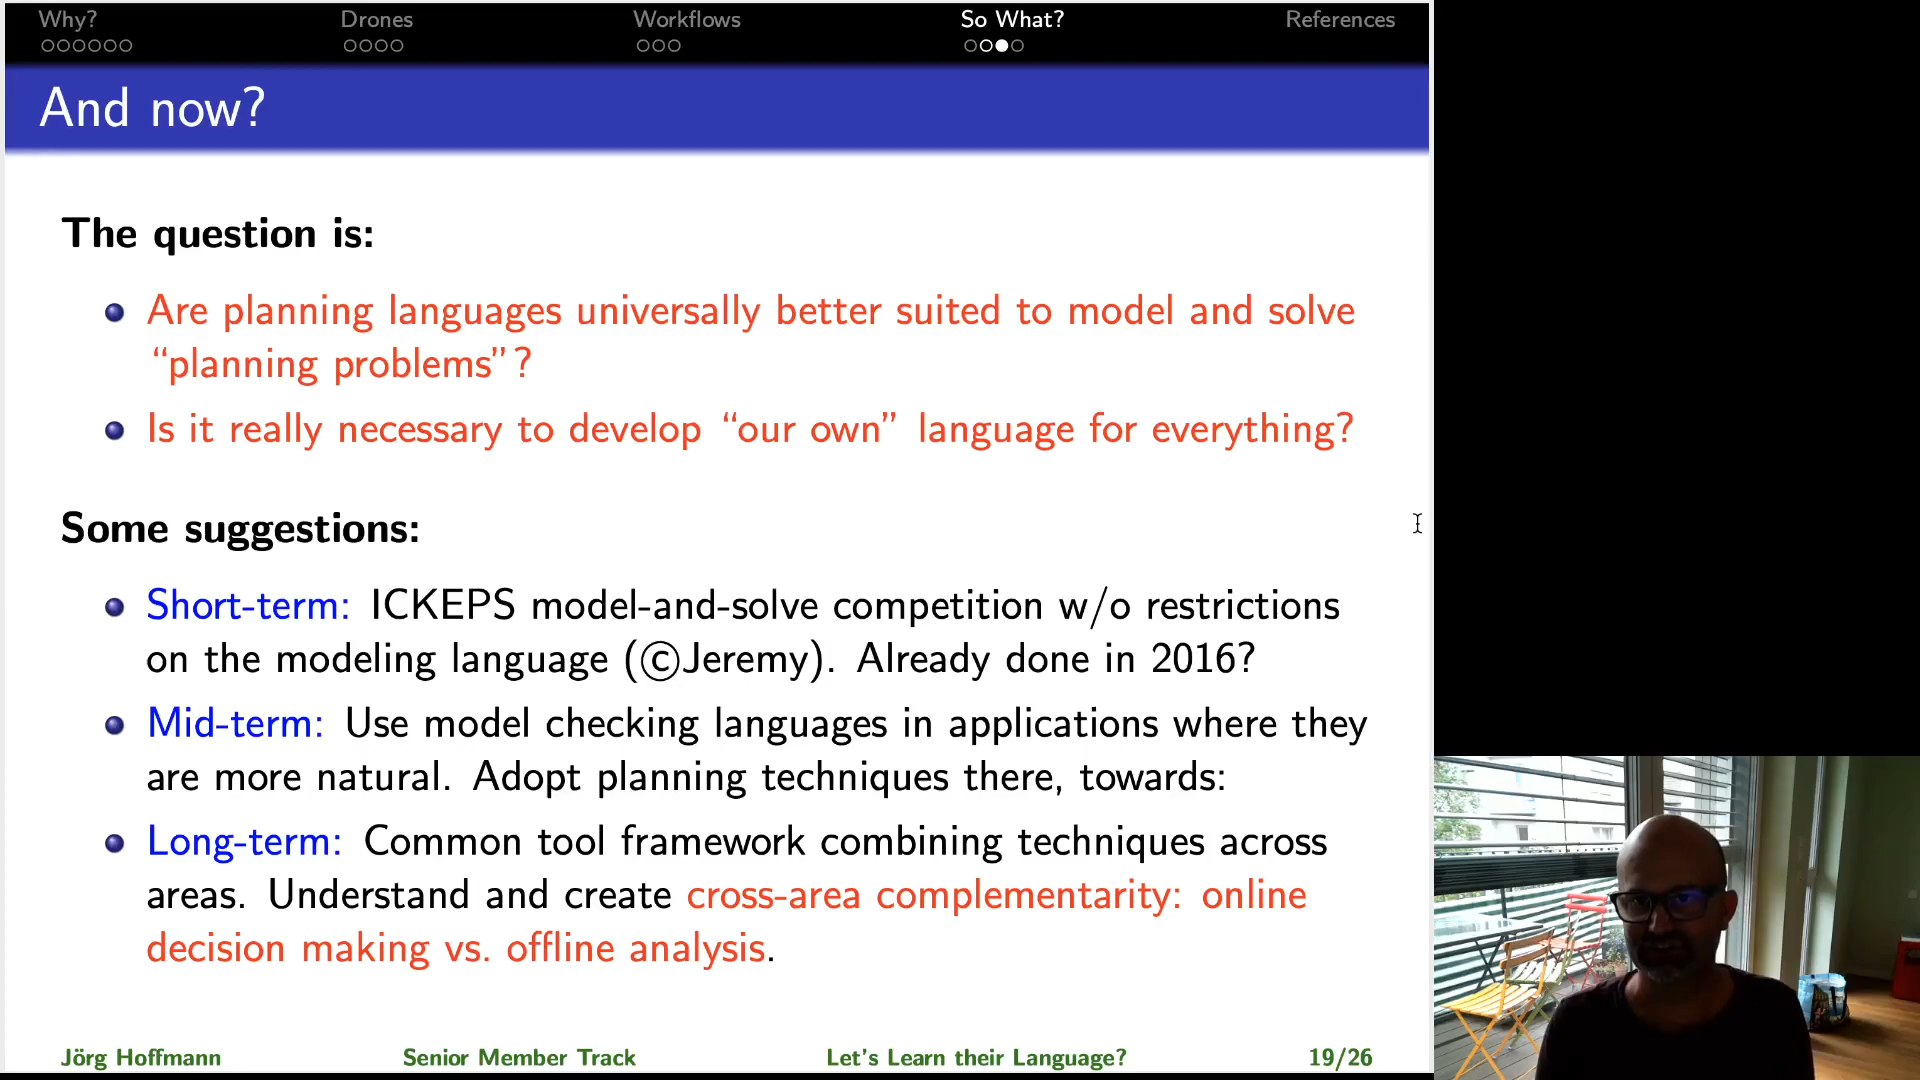 Why? Drones Workflows So What? References
And now?
The question is:
Are planning languages universally better suited to model and solve
“planning problems”?
Is it really necessary to develop “our own” language for everything?
Some suggestions:
Short-term: ICKEPS model-and-solve competition w/o restrictions
on the modeling language (©Jeremy). Already done in 2016?
Mid-term: Use model checking languages in applications where they
are more natural. Adopt planning techniques there, towards:
Long-term: Common tool framework combining techniques across
areas. Understand and create cross-area complementarity: online
decision making vs. offline analysis.
Jörg Hoffmann Senior Member Track Let’s Learn their Language? 19/26